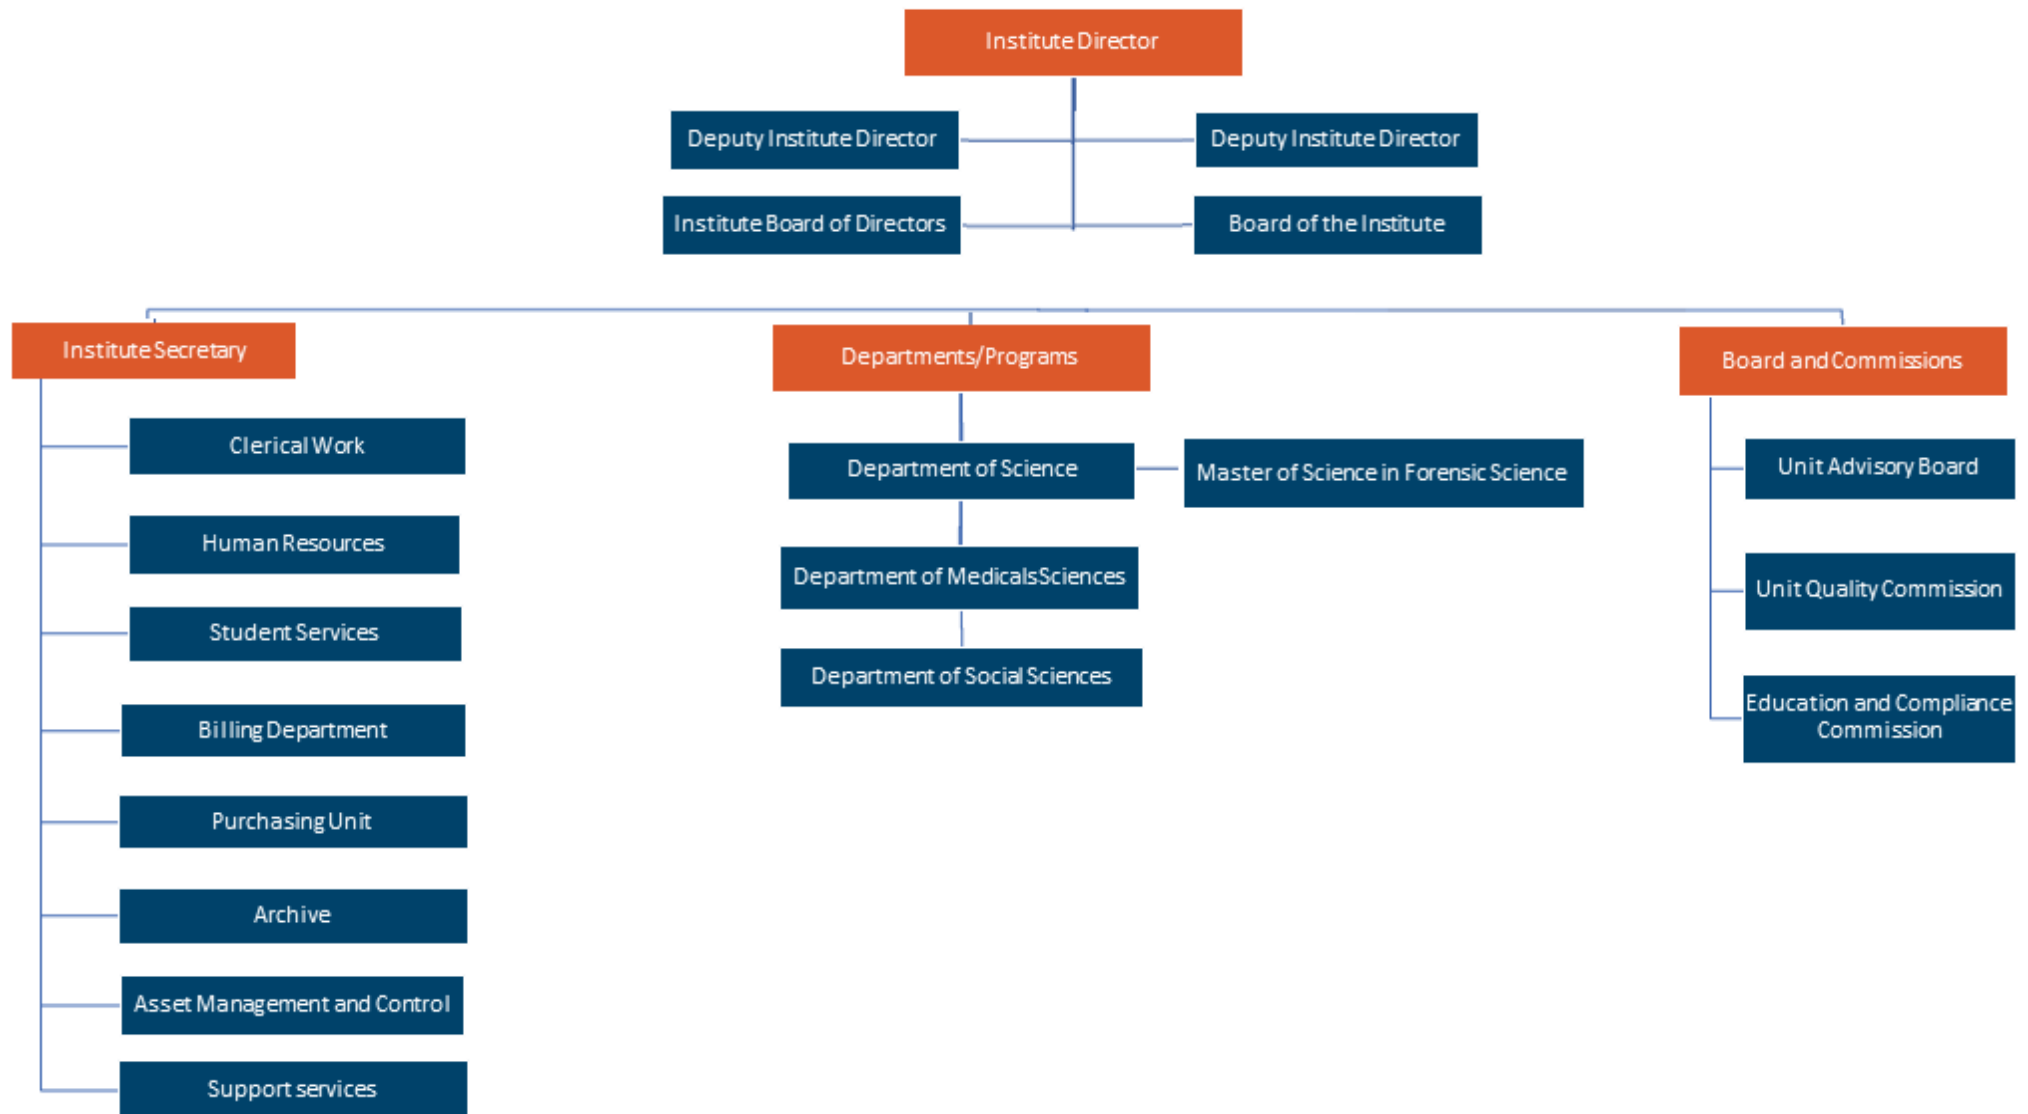 Institute Director
Deputy Institute Director
Deputy Institute Director
Institute Board of Directors
Board of the Institute
Institute Secretary
Clerical Work
Human Resources
Student Services
Billing Department
Purchasing Unit
Archive
Asset Management and Control
Support services
Departments/Programs
Department of Science
Master of Science in Forensic Science
Department of MedicalsSciences
Department of Social Sciences
Board and Commissions
Unit Advisory Board
Unit Quality Commission
Education and Compliance
Commission